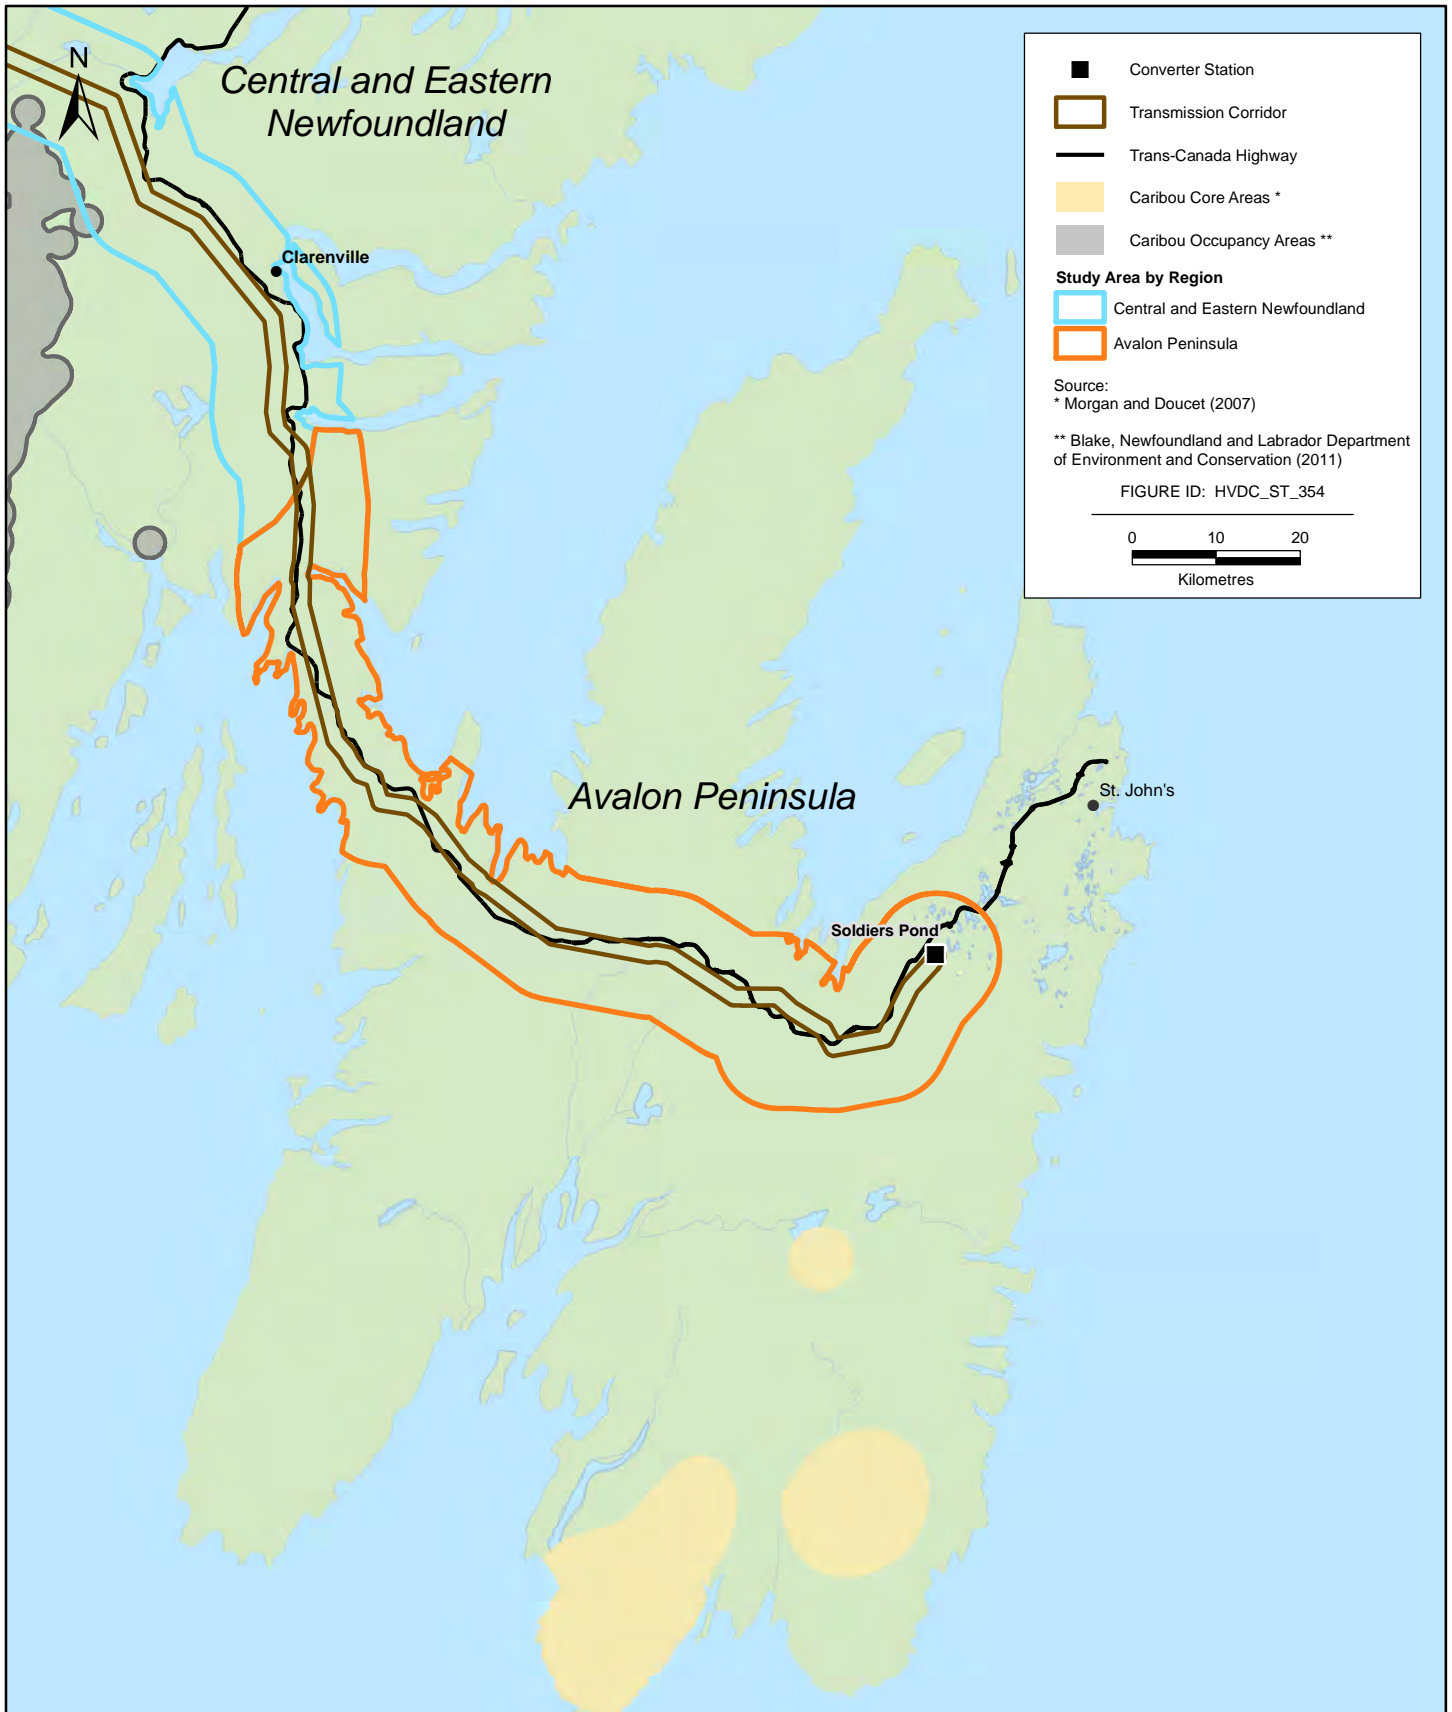 N
Central and Eastern
Newfoundland
Clarenville
Avalon Peninsula
St. John's
Soldiers Pond
Converter Station
Transmission Corridor
Trans-Canada Highway
Caribou Core Areas *
Caribou Occupancy Areas **
Study Area by Region
Central and Eastern Newfoundland
Avalon Peninsula
Source:
* Morgan and Doucet (2007)
** Blake, Newfoundland and Labrador Department
of Environment and Conservation (2011)
FIGURE ID: HVDC_ST_354
0 10 20
Kilometres